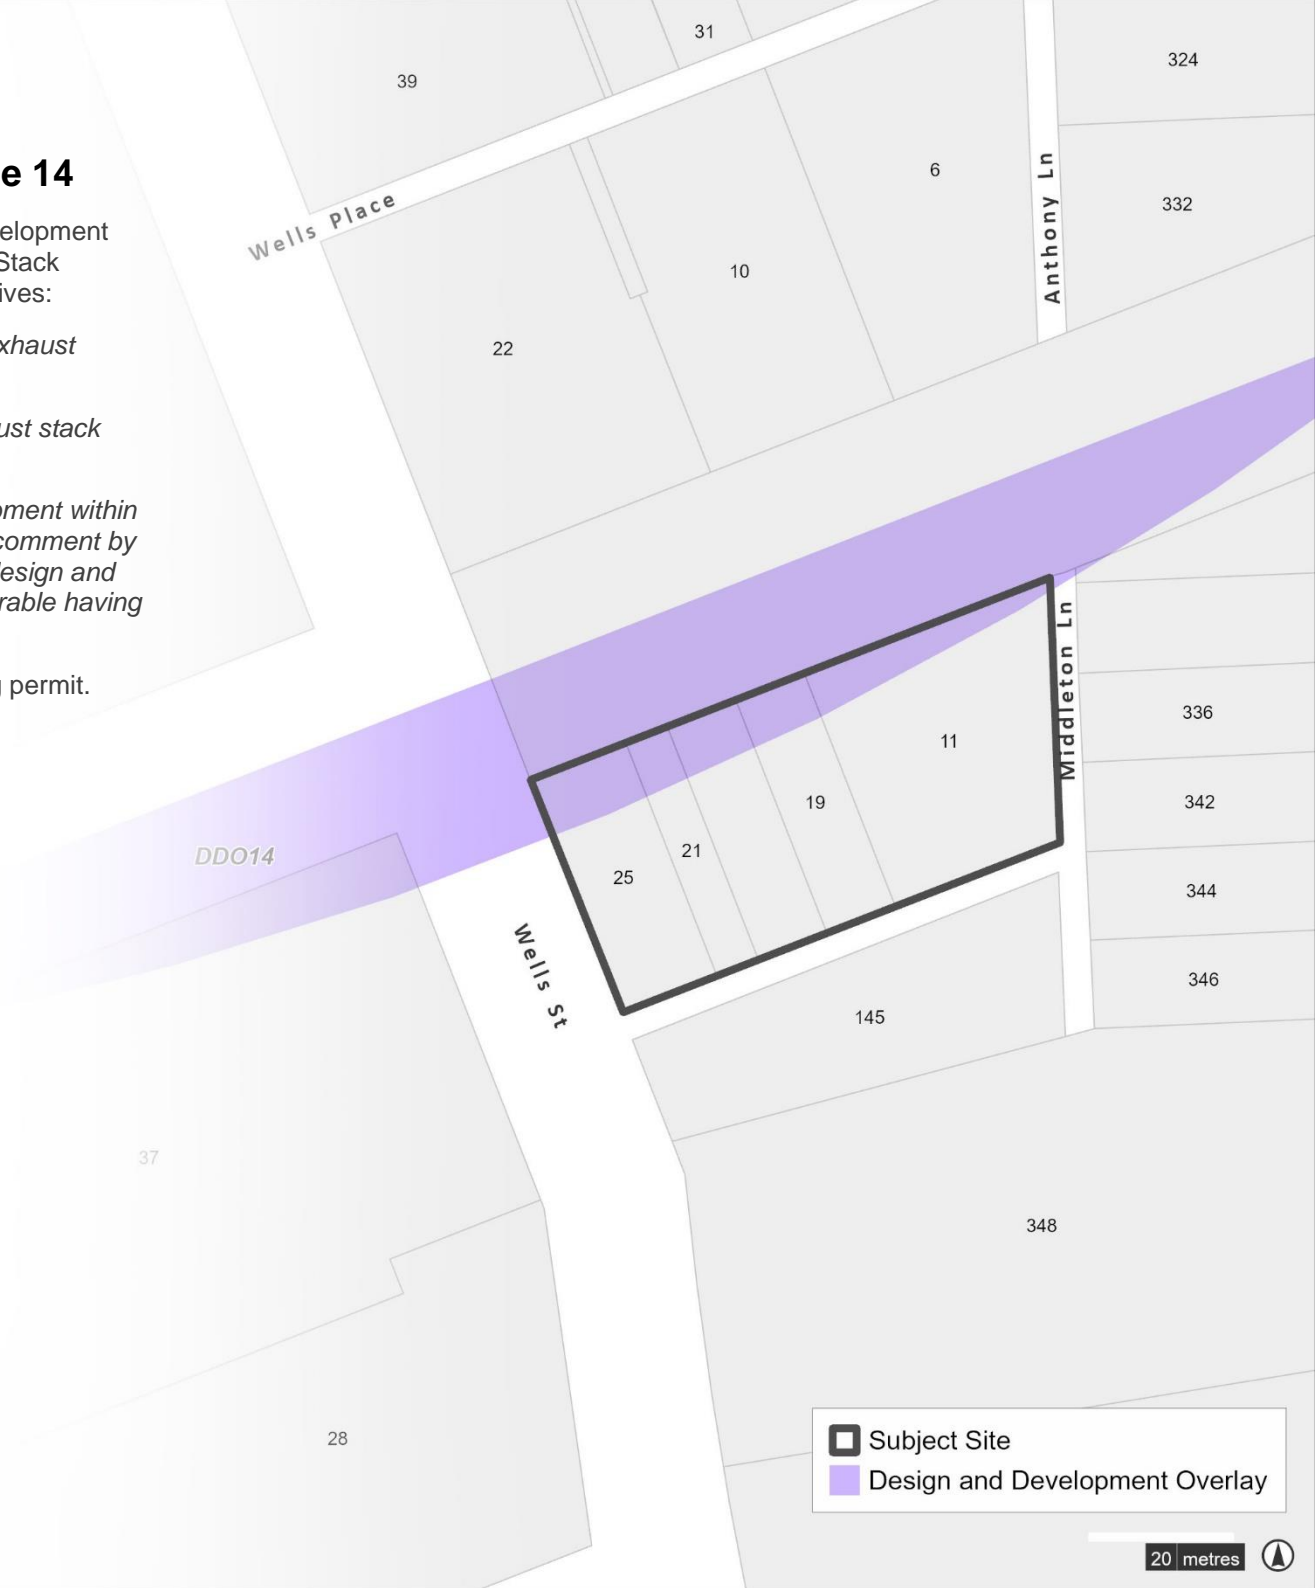 e 14
elopment
Stack
ives:
xhaust
ust stack
oment within
comment by
design and
rable having
g permit.
31
39
324
6
332
Wells Place
Anthony Ln
10
22
DDO14
Middleton Ln
11
336
19
342
21
25
344
Wells St
346
145
37
348
28
Subject Site
Design and Development Overlay
20 metres